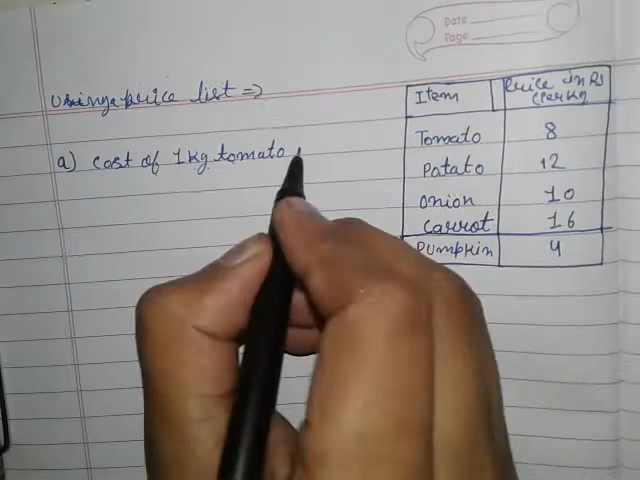 Date
Page
Using a price list =>
Item Price in Rs
(Per Kg
a) cost of 1 kg tomato
Tomato 8
Patato 12
Onion 10
Carrot 16
Pumpkin 4